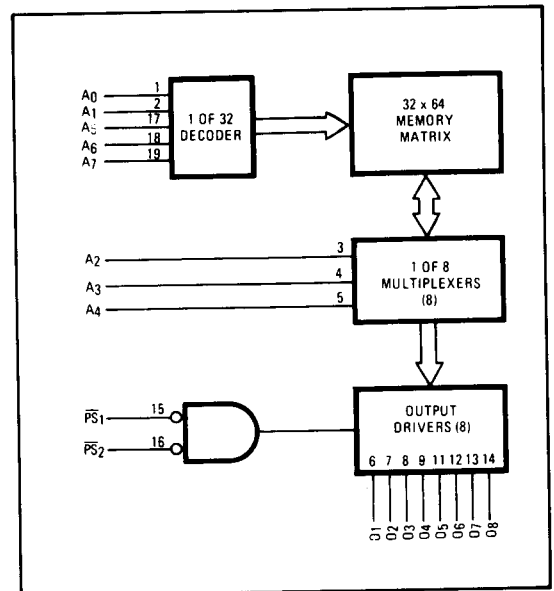 A0 1
A1 2
A5 17
A6 18
A7 19
1 OF 32
DECODER
32 x 64
MEMORY
MATRIX
A2 3
A3 4
A4 5
1 OF 8
MULTIPLEXERS
(8)
PS1 15
PS2 16
OUTPUT
DRIVERS (8)
6 7 8 9 11 12 13 14
O1 O2 O3 O4 O5 O6 O7 O8